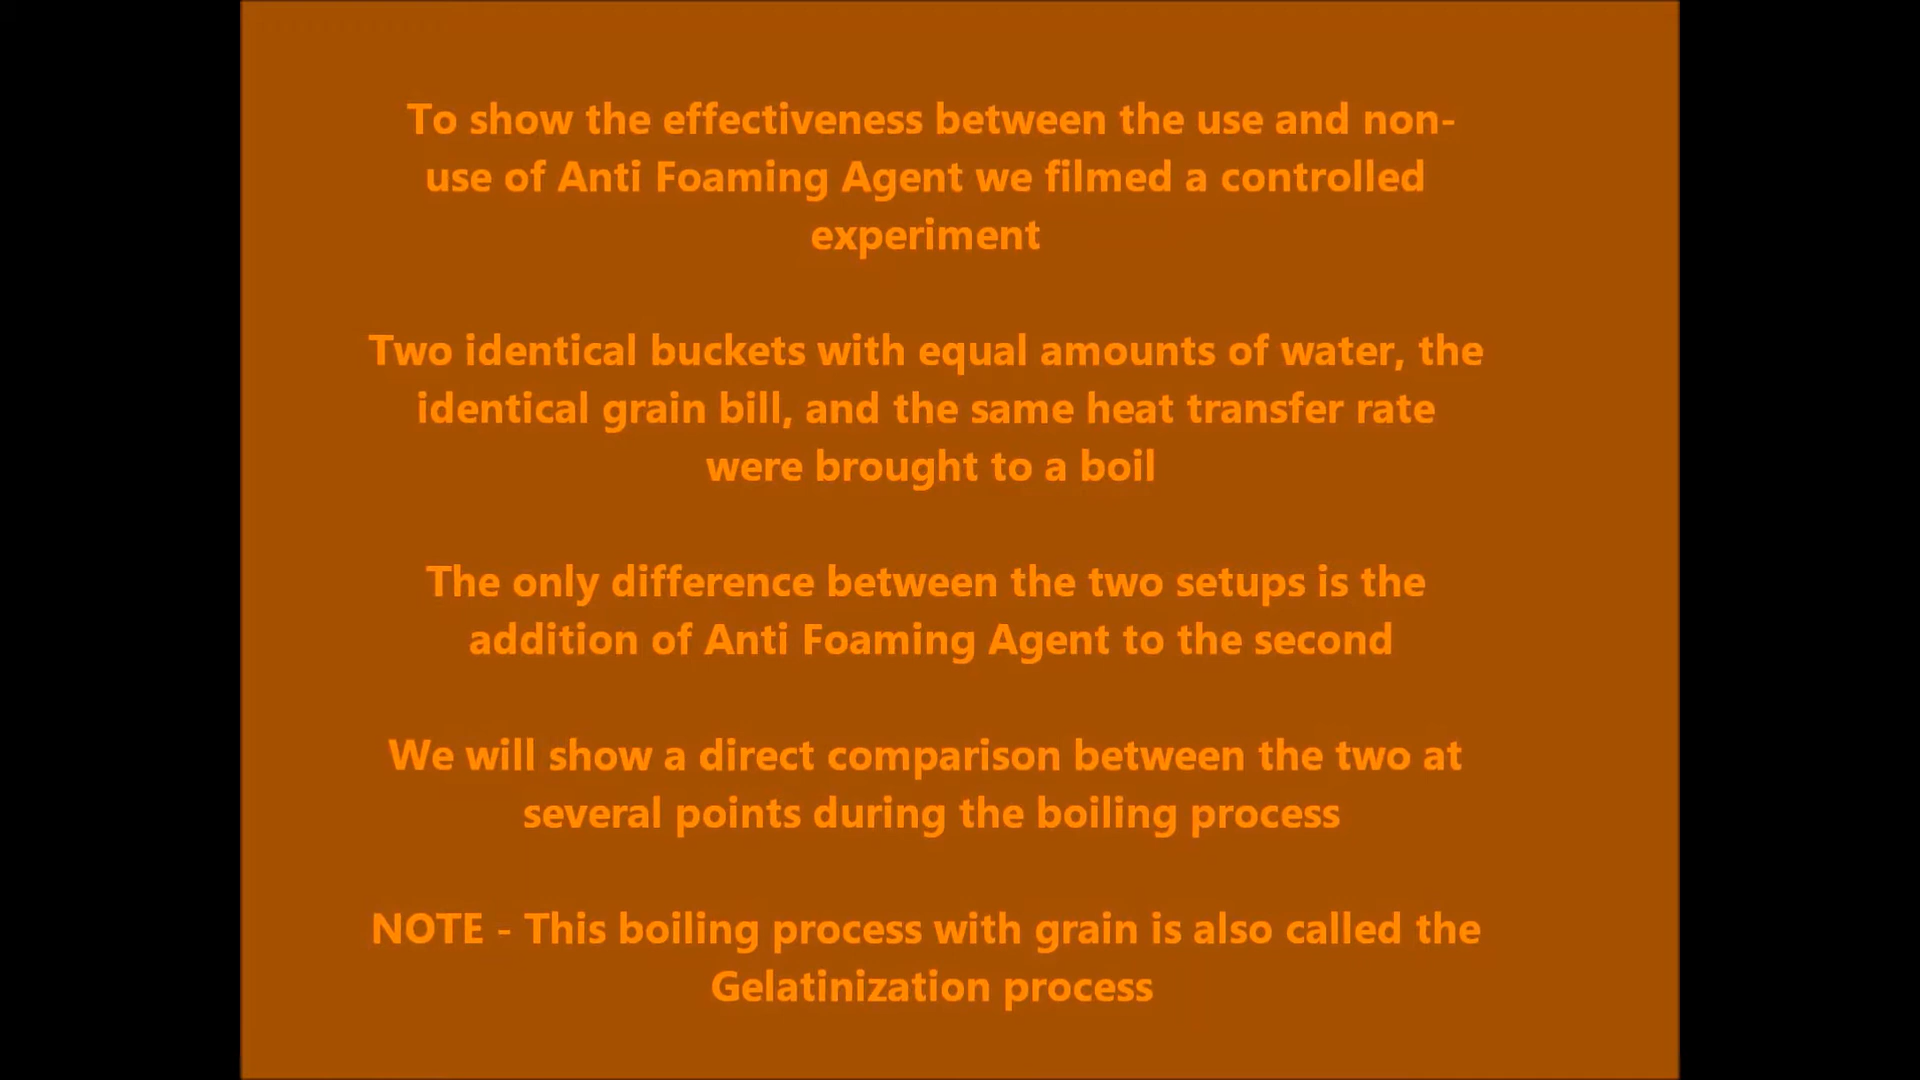 To show the effectiveness between the use and non-
use of Anti Foaming Agent we filmed a controlled
experiment
Two identical buckets with equal amounts of water, the
identical grain bill, and the same heat transfer rate
were brought to a boil
The only difference between the two setups is the
addition of Anti Foaming Agent to the second
We will show a direct comparison between the two at
several points during the boiling process
NOTE - This boiling process with grain is also called the
Gelatinization process